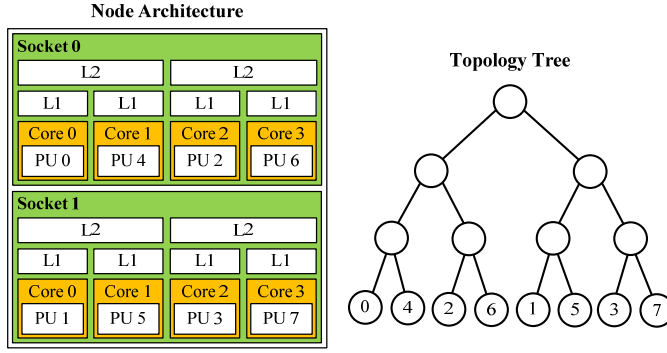 Node Architecture
Socket 0
L2 L2
L1 L1 L1 L1
Core 0 Core 1 Core 2 Core 3
PU 0 PU 4 PU 2 PU 6
Socket 1
L2 L2
L1 L1 L1 L1
Core 0 Core 1 Core 2 Core 3
PU 1 PU 5 PU 3 PU 7
Topology Tree
0 4 2 6 1 5 3 7